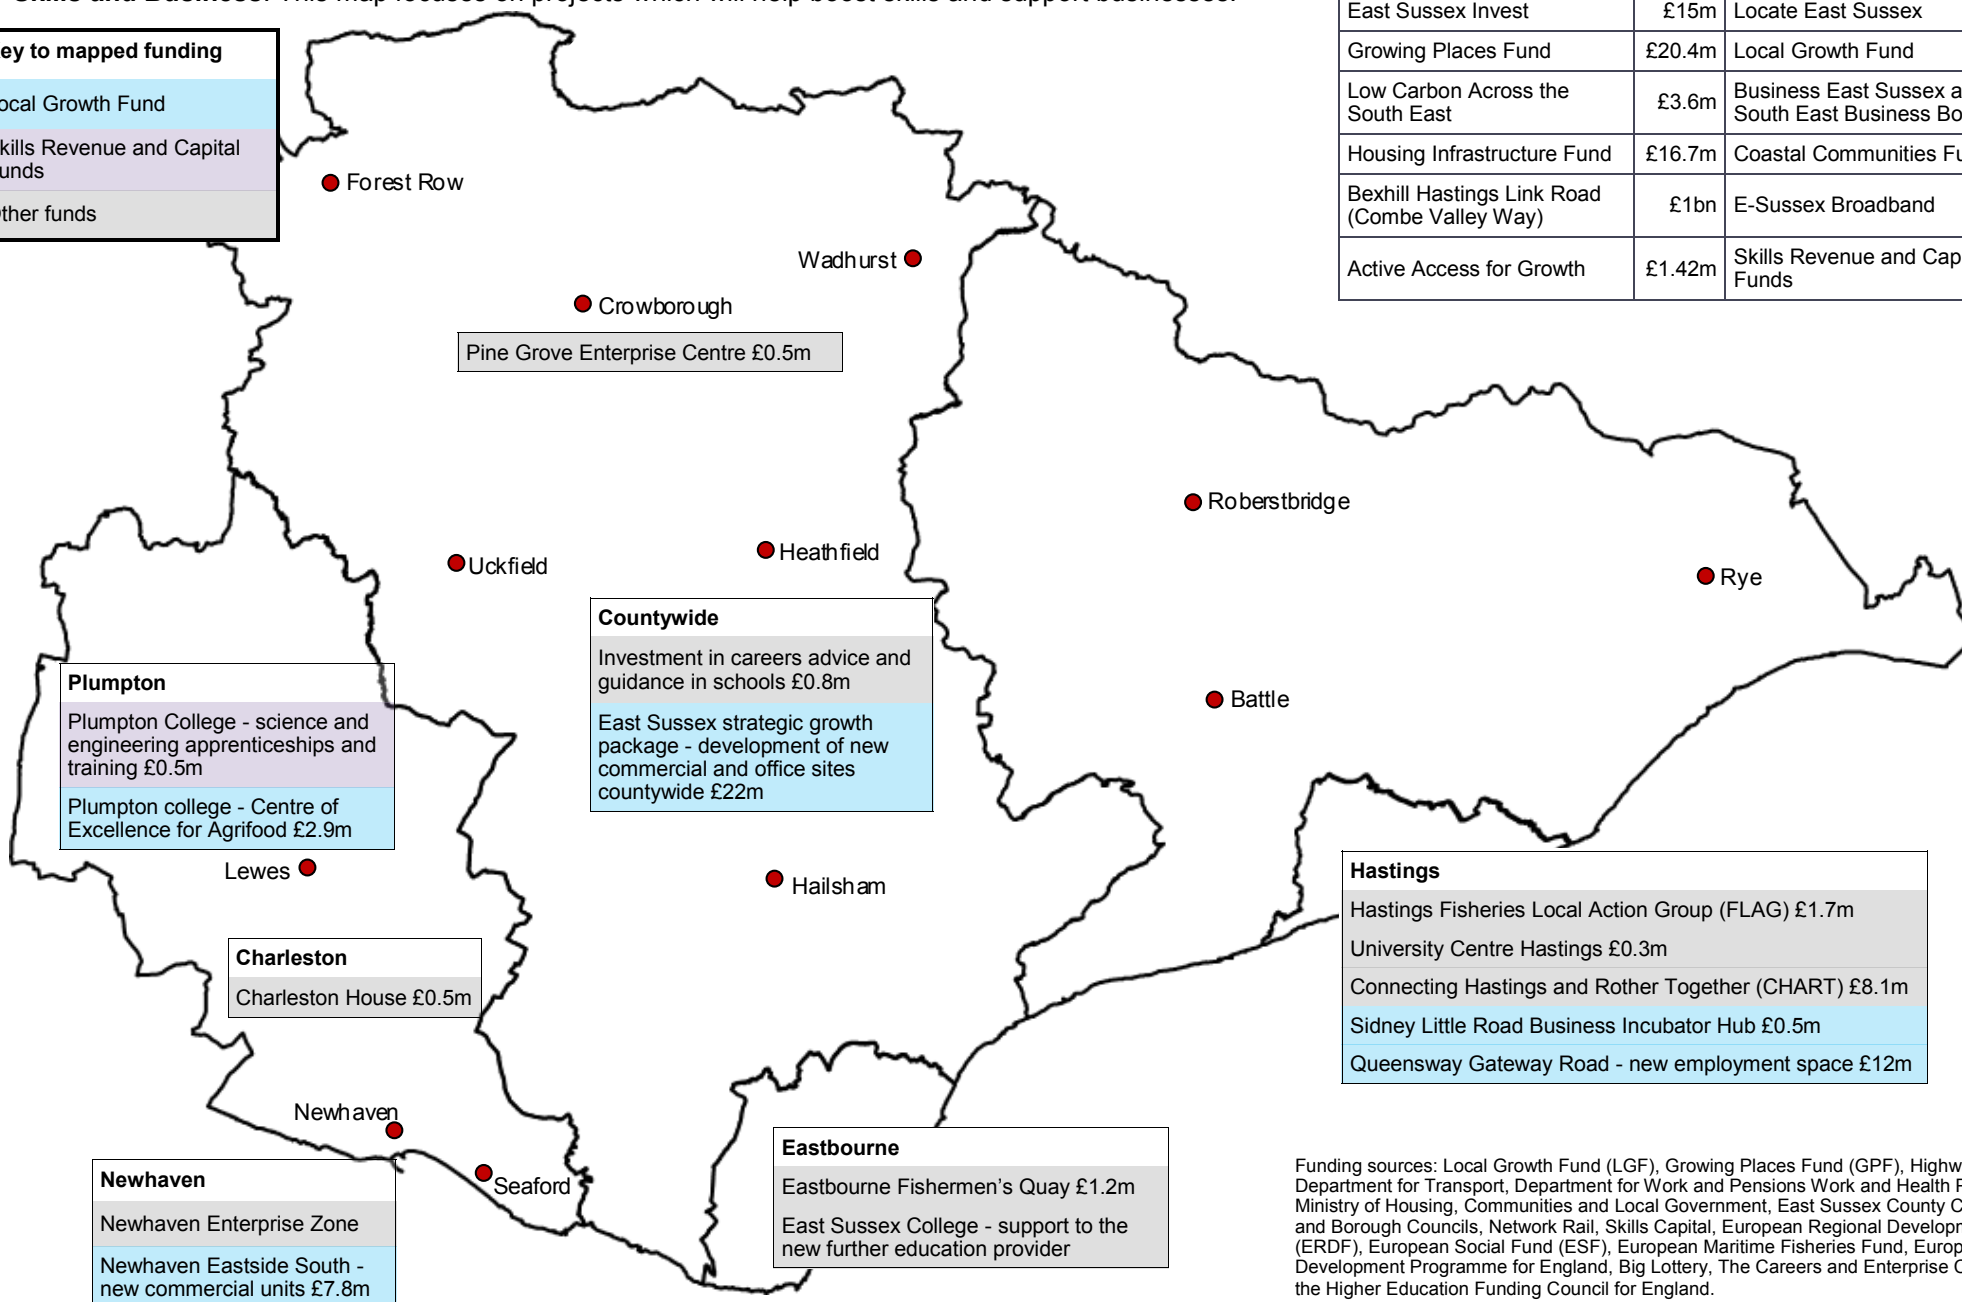 Skills and Business: This map focuses on projects which will help boost skills and support businesses.
key to mapped funding
Local Growth Fund
Skills Revenue and Capital
Funds
Other funds
East Sussex Invest £15m Locate East Sussex
Growing Places Fund £20.4m Local Growth Fund
Low Carbon Across the
South East £3.6m Business East Sussex a
South East Business Bo
Housing Infrastructure Fund £16.7m Coastal Communities Fu
Bexhill Hastings Link Road
(Combe Valley Way) £1bn E-Sussex Broadband
Active Access for Growth £1.42m Skills Revenue and Cap
Funds
Forest Row
Wadhurst
Crowborough
Pine Grove Enterprise Centre £0.5m
Roberstbridge
Uckfield
Heathfield
Rye
Countywide
Investment in careers advice and
guidance in schools £0.8m
East Sussex strategic growth
package - development of new
commercial and office sites
countywide £22m
Plumpton
Plumpton College - science and
engineering apprenticeships and
training £0.5m
Plumpton college - Centre of
Excellence for Agrifood £2.9m
Battle
Lewes
Hailsham
Hastings
Hastings Fisheries Local Action Group (FLAG) £1.7m
University Centre Hastings £0.3m
Connecting Hastings and Rother Together (CHART) £8.1m
Sidney Little Road Business Incubator Hub £0.5m
Queensway Gateway Road - new employment space £12m
Charleston
Charleston House £0.5m
Newhaven
Seaford
Newhaven
Newhaven Enterprise Zone
Newhaven Eastside South -
new commercial units £7.8m
Eastbourne
Eastbourne Fishermen's Quay £1.2m
East Sussex College - support to the
new further education provider
Funding sources: Local Growth Fund (LGF), Growing Places Fund (GPF), Highw
Department for Transport, Department for Work and Pensions Work and Health P
Ministry of Housing, Communities and Local Government, East Sussex County C
and Borough Councils, Network Rail, Skills Capital, European Regional Developm
(ERDF), European Social Fund (ESF), European Maritime Fisheries Fund, Europ
Development Programme for England, Big Lottery, The Careers and Enterprise C
the Higher Education Funding Council for England.